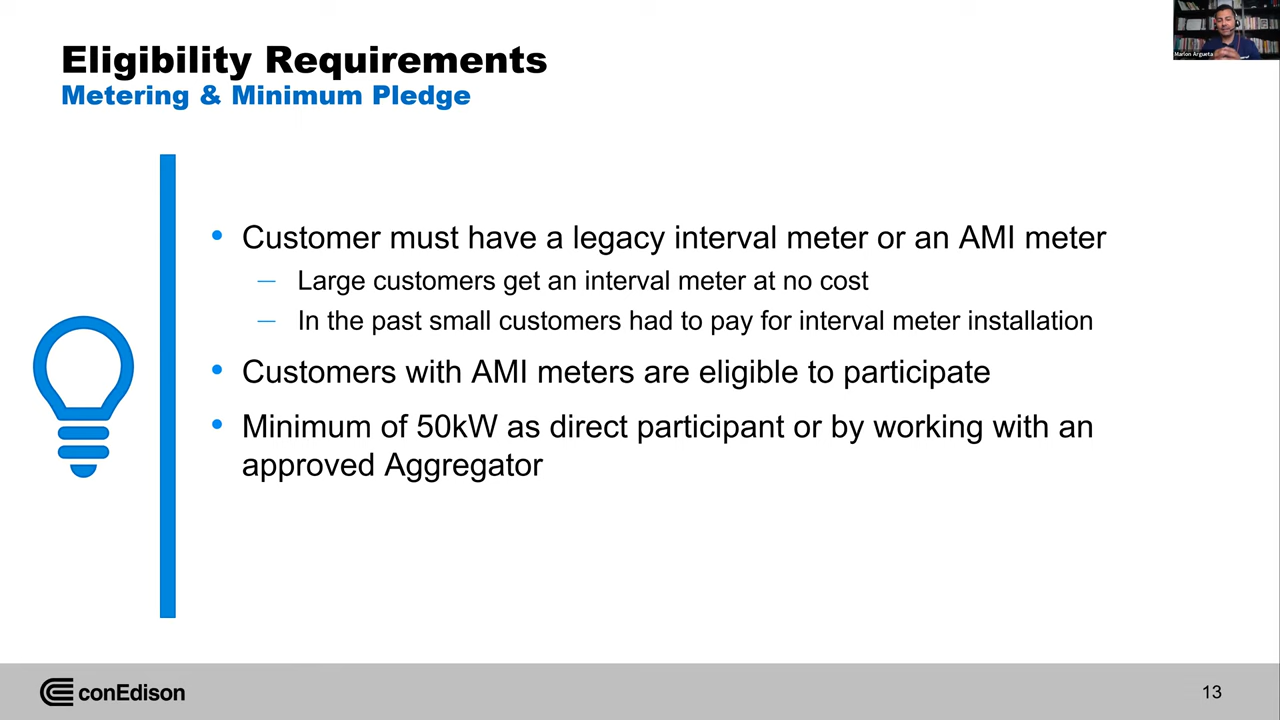 Eligibility Requirements
Metering & Minimum Pledge
Marlon Argueta
• Customer must have a legacy interval meter or an AMI meter
— Large customers get an interval meter at no cost
— In the past small customers had to pay for interval meter installation
• Customers with AMI meters are eligible to participate
• Minimum of 50kW as direct participant or by working with an
approved Aggregator
conEdison
13